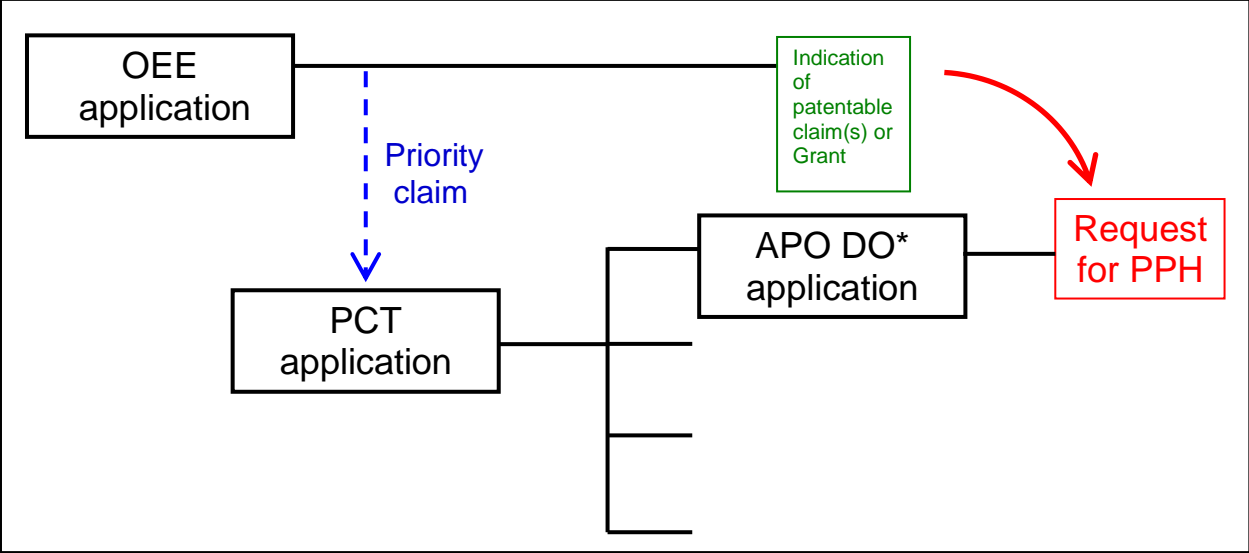 OEE
application
Indication
of
patentable
claim(s) or
Grant
Priority
claim
APO DO*
application
Request
for PPH
PCT
application